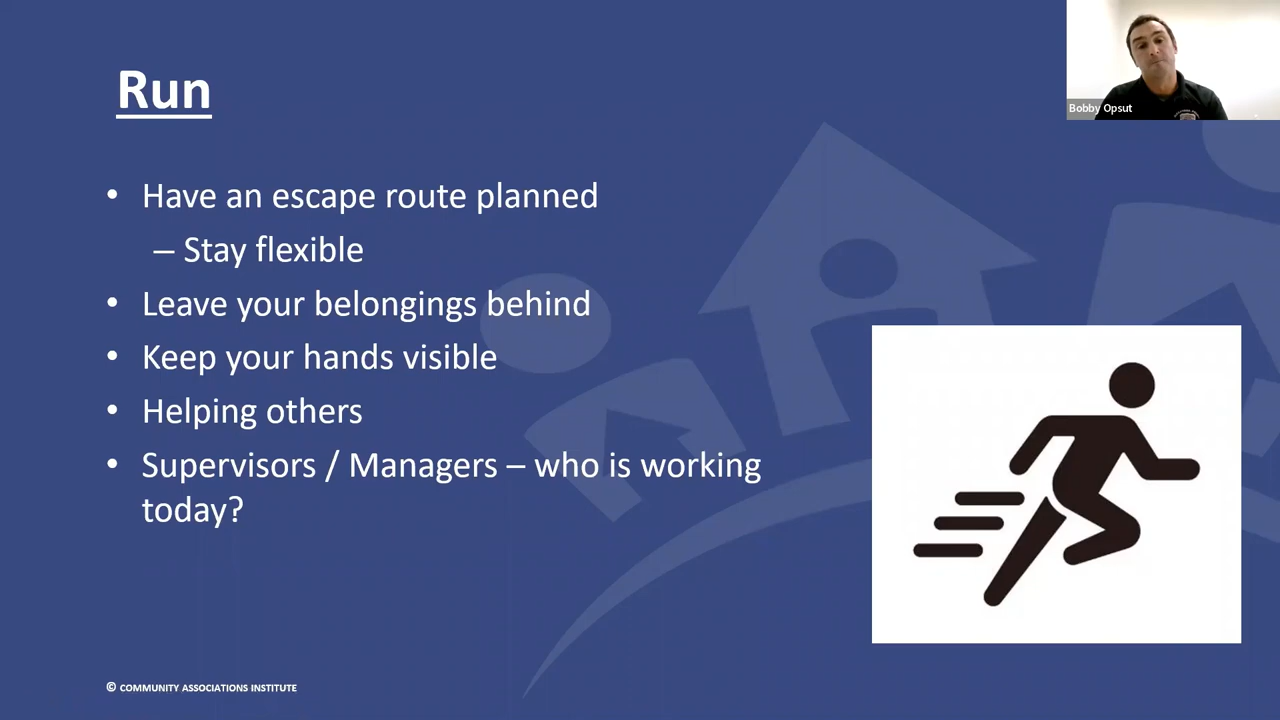 Run
Bobby Opsut
• Have an escape route planned
– Stay flexible
• Leave your belongings behind
• Keep your hands visible
• Helping others
• Supervisors / Managers – who is working
today?
© COMMUNITY ASSOCIATIONS INSTITUTE